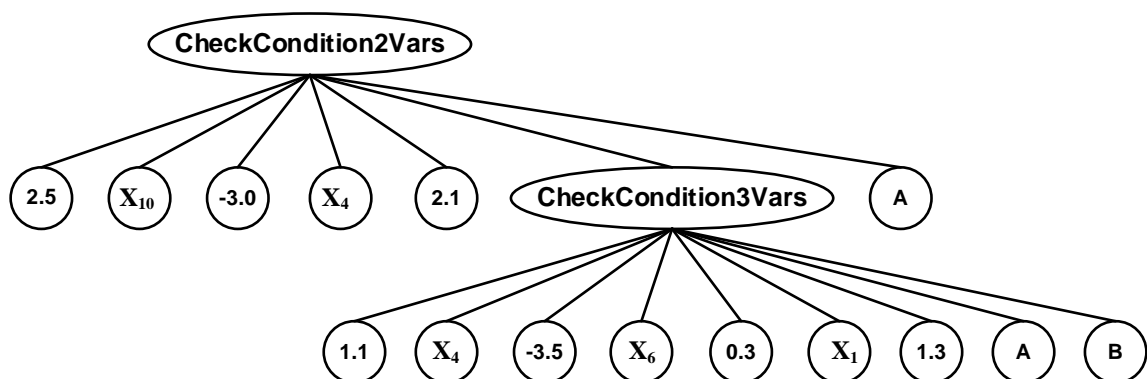 CheckCondition2Vars
2.5 X₁₀ -3.0 X₄ 2.1 CheckCondition3Vars A
1.1 X₄ -3.5 X₆ 0.3 X₁ 1.3 A B